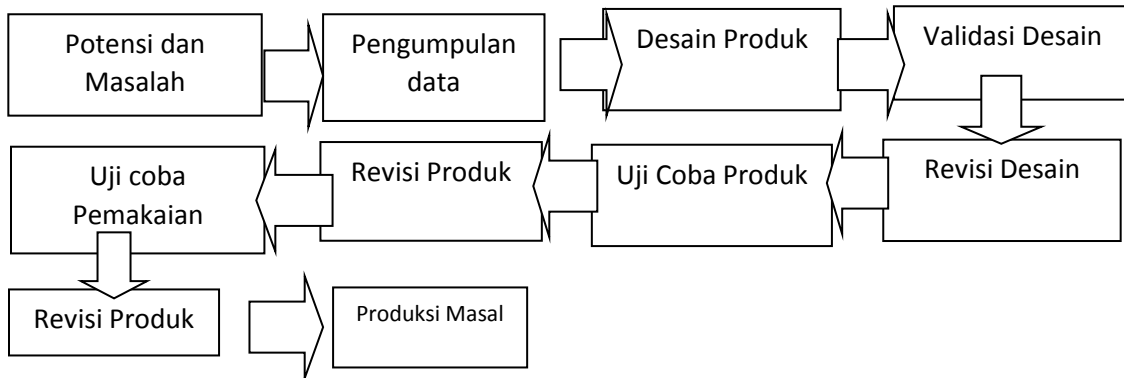 Potensi dan
Masalah
Pengumpulan
data
Desain Produk
Validasi Desain
Revisi Desain
Uji Coba Produk
Revisi Produk
Uji coba
Pemakaian
Revisi Produk
Produksi Masal